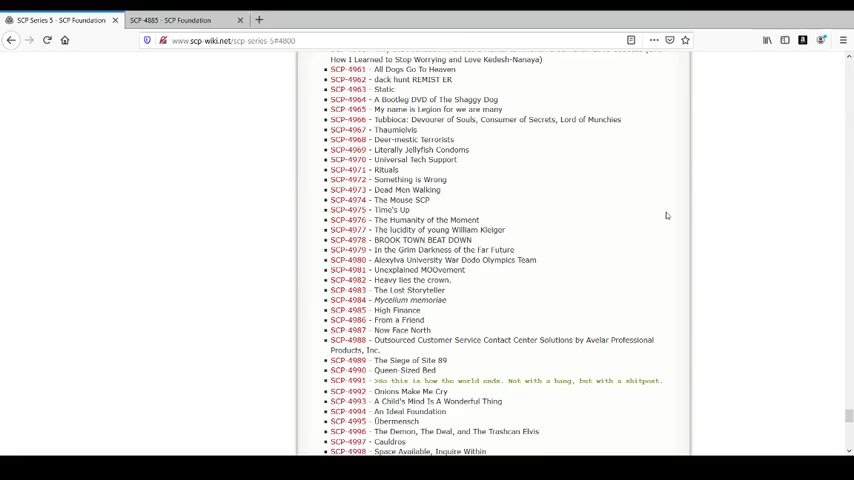 SCP Series 5 - SCP Foundation
SCP-4885 - SCP Foundation
www.scp-wiki.net/scp-series-5#4800
How I Learned to Stop Worrying and Love Kedesh-Nanaya)
SCP-4961 - All Dogs Go To Heaven
SCP-4962 - dack hunt REMIST ER
SCP-4963 - Static
SCP-4964 - A Bootleg DVD of The Shaggy Dog
SCP-4965 - My name is Legion for we are many
SCP-4966 - Tubbioca: Devourer of Souls, Consumer of Secrets, Lord of Munchies
SCP-4967 - Thaumielvis
SCP-4968 - Deer-mestic Terrorists
SCP-4969 - Literally Jellyfish Condoms
SCP-4970 - Universal Tech Support
SCP-4971 - Rituals
SCP-4972 - Something is Wrong
SCP-4973 - Dead Men Walking
SCP-4974 - The Mouse SCP
SCP-4975 - Time's Up
SCP-4976 - The Humanity of the Moment
SCP-4977 - The lucidity of young William Kleiger
SCP-4978 - BROOK TOWN BEAT DOWN
SCP-4979 - In the Grim Darkness of the Far Future
SCP-4980 - Alexylva University War Dodo Olympics Team
SCP-4981 - Unexplained MOOvement
SCP-4982 - Heavy lies the crown.
SCP-4983 - The Lost Storyteller
SCP-4984 - Mycelium memoriae
SCP-4985 - High Finance
SCP-4986 - From a Friend
SCP-4987 - Now Face North
SCP-4988 - Outsourced Customer Service Contact Center Solutions by Avelar Professional
Products, Inc.
SCP-4989 - The Siege of Site 89
SCP-4990 - Queen-Sized Bed
SCP-4991 - >So this is how the world ends. Not with a bang, but with a shitpost.
SCP-4992 - Onions Make Me Cry
SCP-4993 - A Child's Mind Is A Wonderful Thing
SCP-4994 - An Ideal Foundation
SCP-4995 - Übermensch
SCP-4996 - The Demon, The Deal, and The Trashcan Elvis
SCP-4997 - Cauldros
SCP-4998 - Space Available, Inquire Within